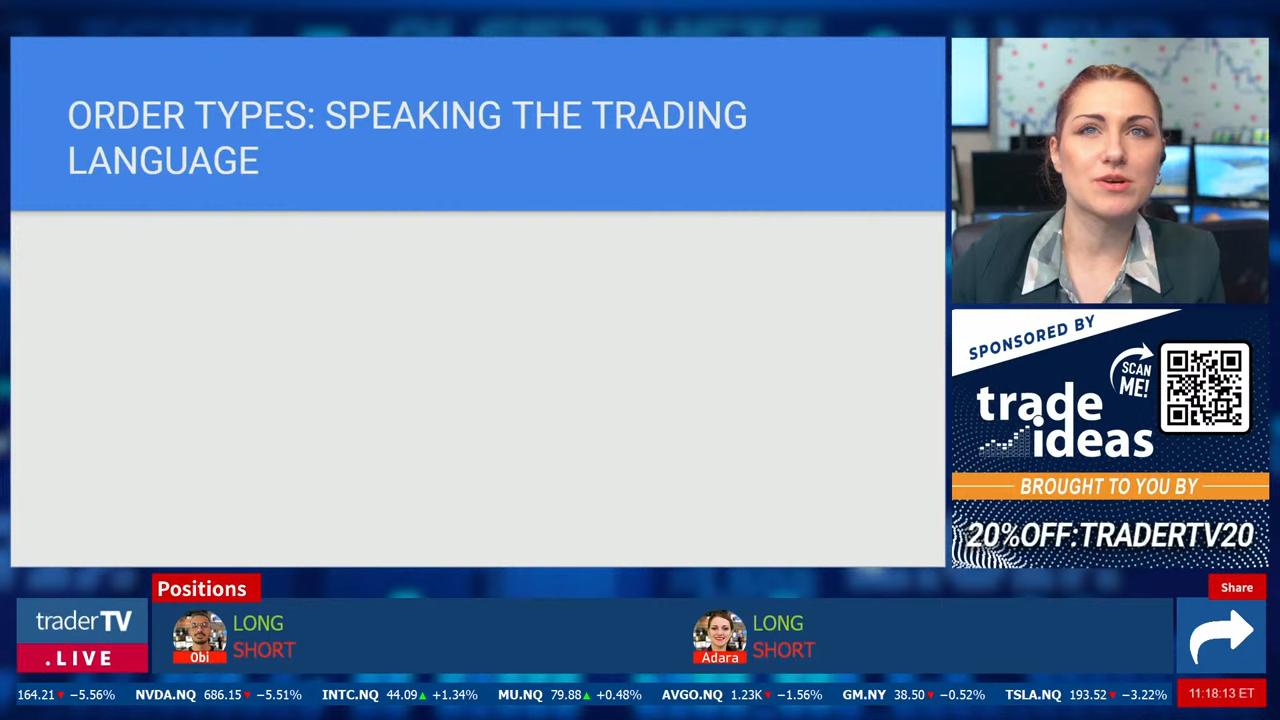 ORDER TYPES: SPEAKING THE TRADING
LANGUAGE
SPONSORED BY
SCAN
ME!
trade
ideas
BROUGHT TO YOU BY
20%OFF:TRADERTV20
Positions
Share
traderTV
.LIVE
Obi
LONG
SHORT
Adara
LONG
SHORT
164.21▼ -5.56% NVDA.NQ 686.15▼ -5.51% INTC.NQ 44.09▲ +1.34% MU.NQ 79.88▲ +0.48% AVGO.NQ 1.23K▼ -1.56% GM.NY 38.50▼ -0.52% TSLA.NQ 193.52▼ -3.22%
11:18:13 ET